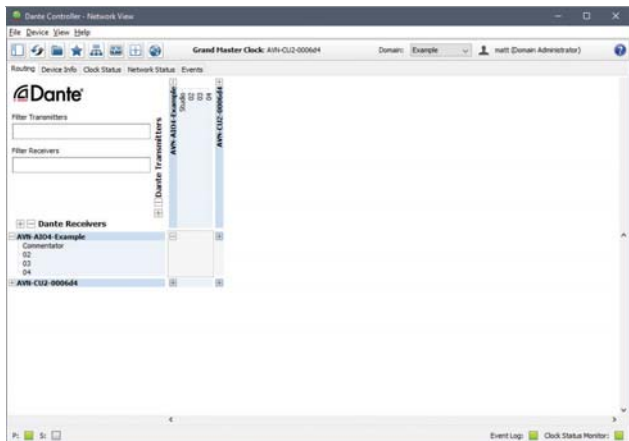 Dante Controller - Network View
File Device View Help
Grand Master Clock: AVN-CU2-0006d4
Domain: Example
matt (Domain Administrator)
Routing Device Info Clock Status Network Status Events
Dante
Filter Transmitters
Filter Receivers
Dante Transmitters
AVN-AIO4-Example
Studio
02
03
04
AVN-CU2-0006d4
Dante Receivers
AVN-AIO4-Example
Commentator
02
03
04
AVN-CU2-0006d4
P: S:
Event Log: Clock Status Monitor: